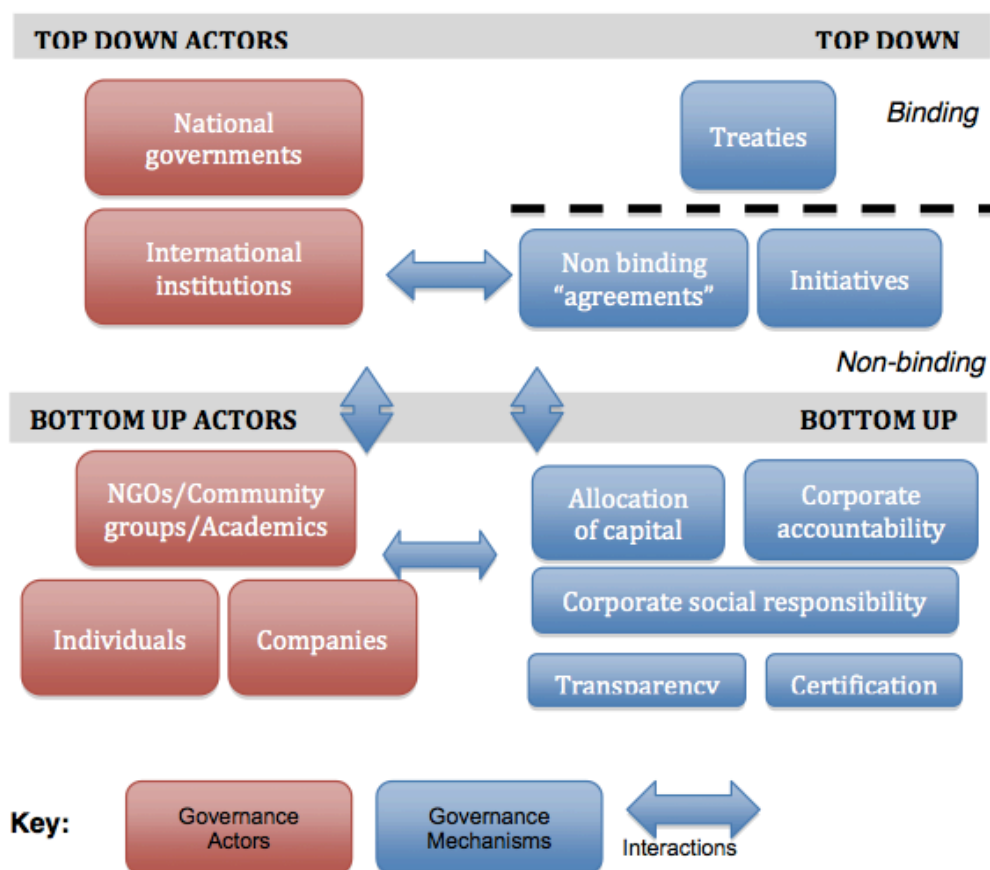 TOP DOWN ACTORS
TOP DOWN
National
governments
Treaties
Binding
International
institutions
Non binding
“agreements”
Initiatives
Non-binding
BOTTOM UP ACTORS
BOTTOM UP
NGOs/Community
groups/Academics
Allocation
of capital
Corporate
accountability
Corporate social responsibility
Individuals
Companies
Transparency
Certification
Key:
Governance
Actors
Governance
Mechanisms
Interactions